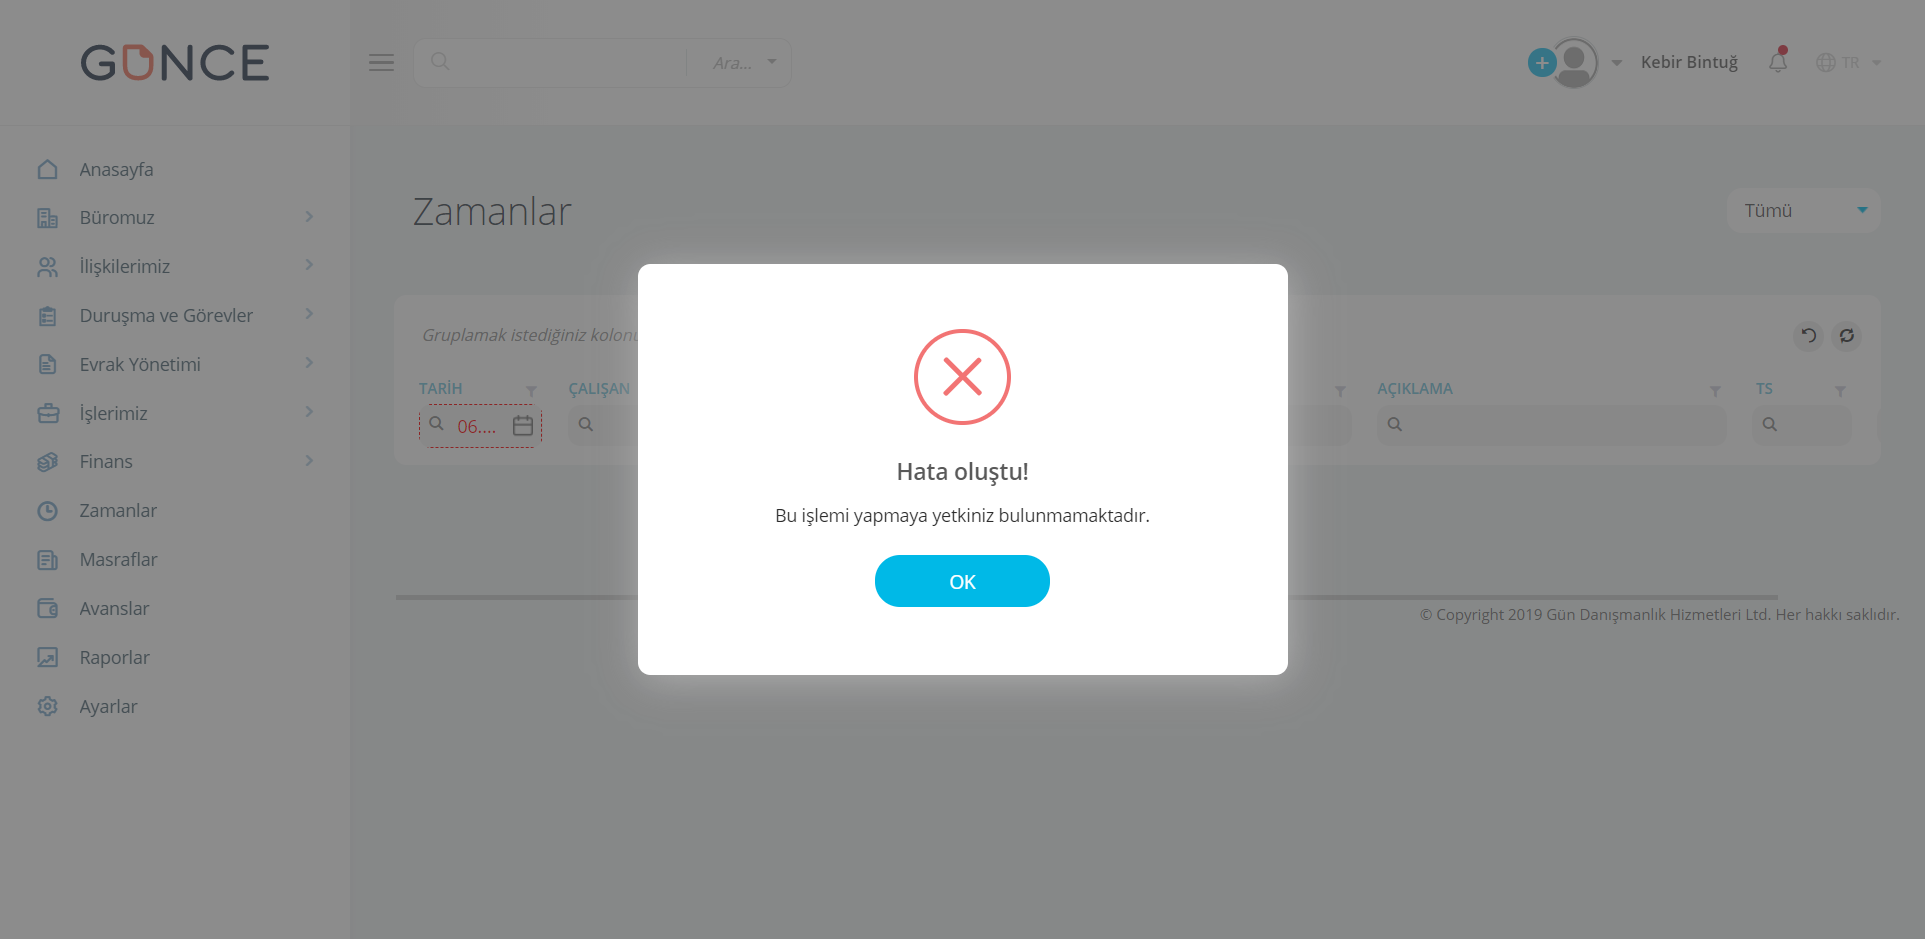 GÜNCE
Ara...
Kebir Bintuğ
TR
Anasayfa
Büromuz
İlişkilerimiz
Duruşma ve Görevler
Evrak Yönetimi
İşlerimiz
Finans
Zamanlar
Masraflar
Avanslar
Raporlar
Ayarlar
Zamanlar
Tümü
Gruplamak istediğiniz
TARİH
ÇALIŞAN
AÇIKLAMA
TS
06....
Hata oluştu!
Bu işlemi yapmaya yetkiniz bulunmamaktadır.
OK
© Copyright 2019 Gün Danışmanlık Hizmetleri Ltd. Her hakkı saklıdır.